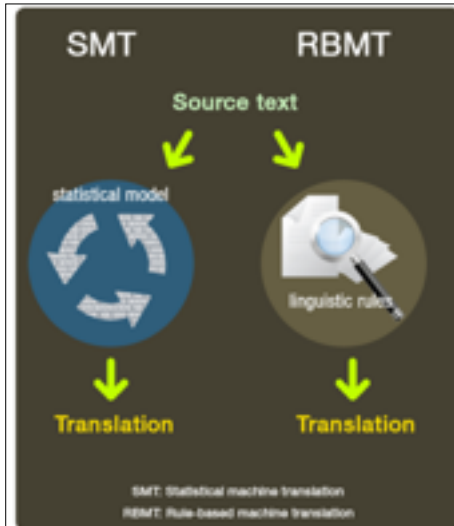 SMT RBMT
Source text
statistical model
linguistic rules
Translation Translation
SMT: Statistical machine translation
RBMT: Rule-based machine translation